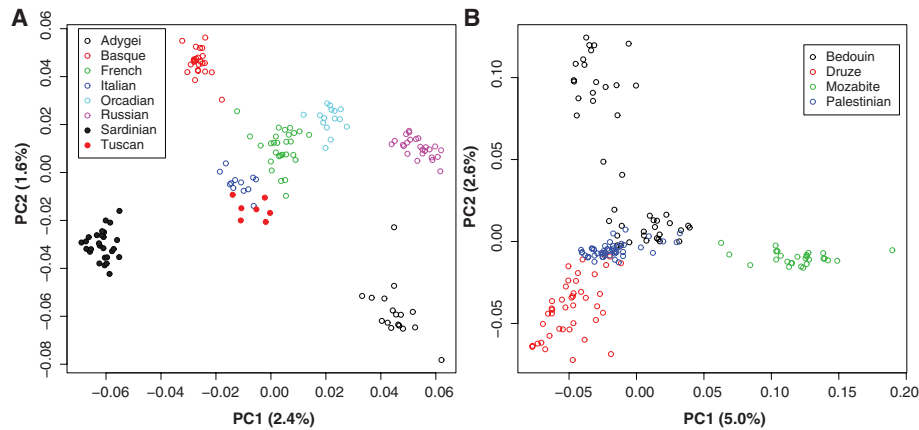 A
Adygei
Basque
French
Italian
Orcadian
Russian
Sardinian
Tuscan
PC2 (1.6%)
0.06
0.04
0.02
0.00
−0.02
−0.04
−0.06
−0.08
−0.06 −0.04 −0.02 0.00 0.02 0.04 0.06
PC1 (2.4%)
B
Bedouin
Druze
Mozabite
Palestinian
PC2 (2.6%)
0.10
0.05
0.00
−0.05
−0.05 0.00 0.05 0.10 0.15 0.20
PC1 (5.0%)